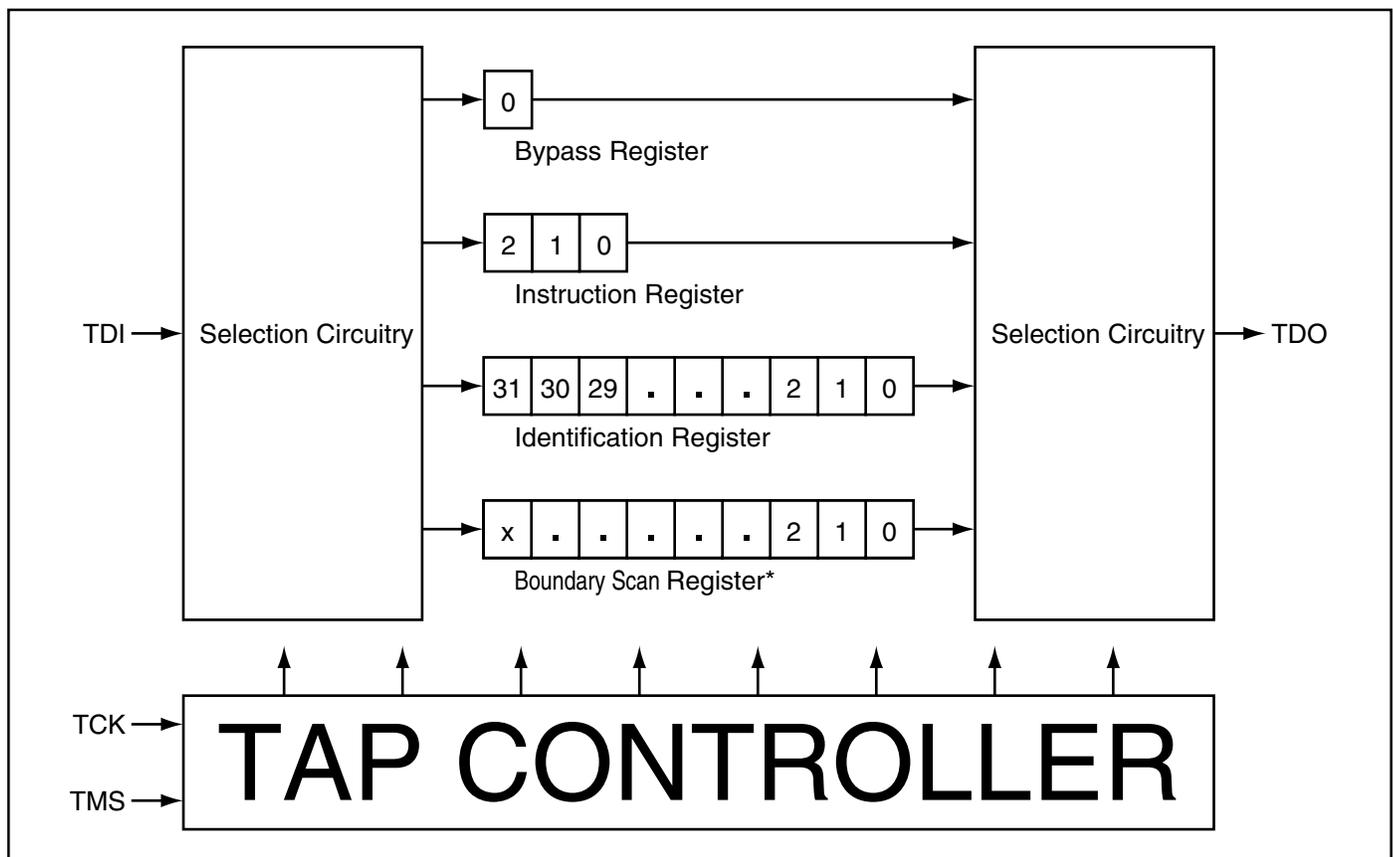 0
Bypass Register
2 1 0
Instruction Register
TDI
Selection Circuitry
Selection Circuitry
TDO
31 30 29 . . . 2 1 0
Identification Register
x . . . . . 2 1 0
Boundary Scan Register*
TCK
TAP CONTROLLER
TMS